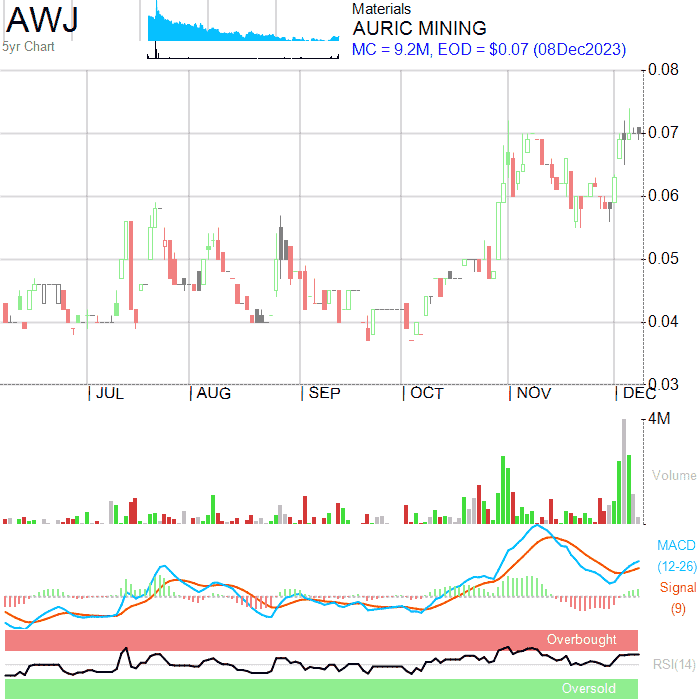 AWJ
5yr Chart
Materials
AURIC MINING
MC = 9.2M, EOD = $0.07 (08Dec2023)
0.08
0.07
0.06
0.05
0.04
0.03
JUL
AUG
SEP
OCT
NOV
DEC
4M
Volume
MACD
(12-26)
Signal
(9)
Overbought
RSI(14)
Oversold